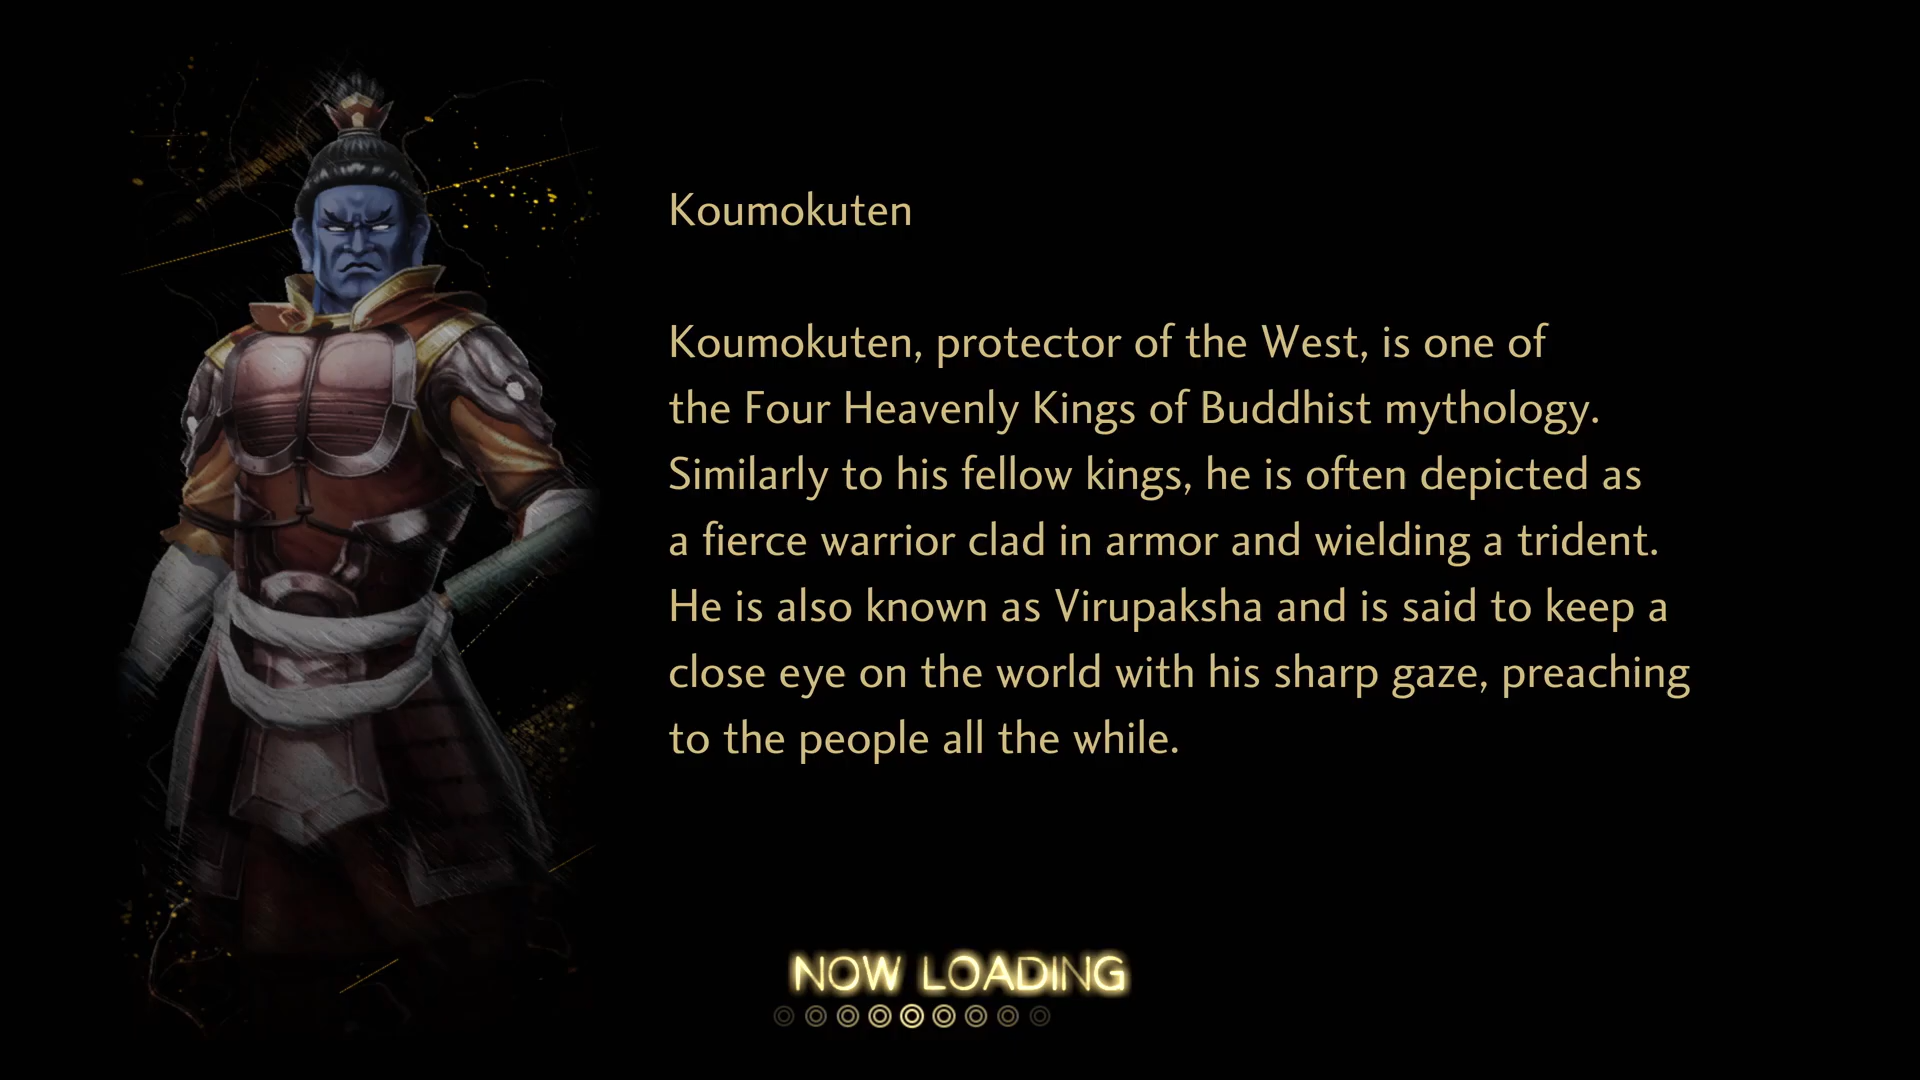 Koumokuten
Koumokuten, protector of the West, is one of
the Four Heavenly Kings of Buddhist mythology.
Similarly to his fellow kings, he is often depicted as
a fierce warrior clad in armor and wielding a trident.
He is also known as Virupaksha and is said to keep a
close eye on the world with his sharp gaze, preaching
to the people all the while.
NOW LOADING